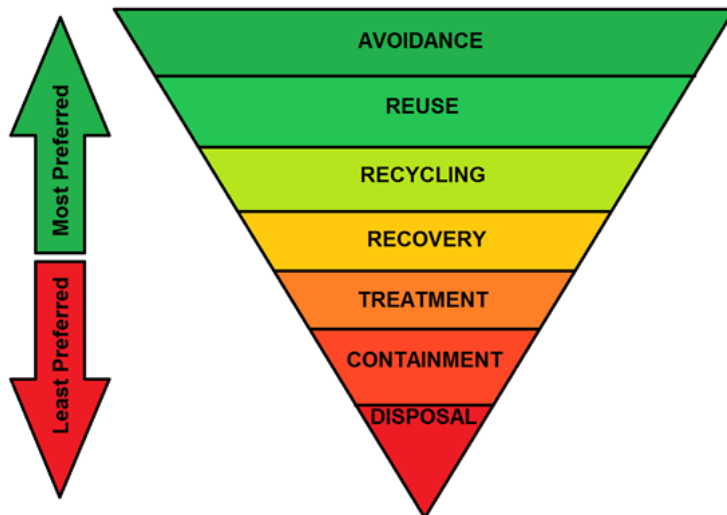 AVOIDANCE
REUSE
RECYCLING
RECOVERY
TREATMENT
CONTAINMENT
DISPOSAL
Most Preferred
Least Preferred